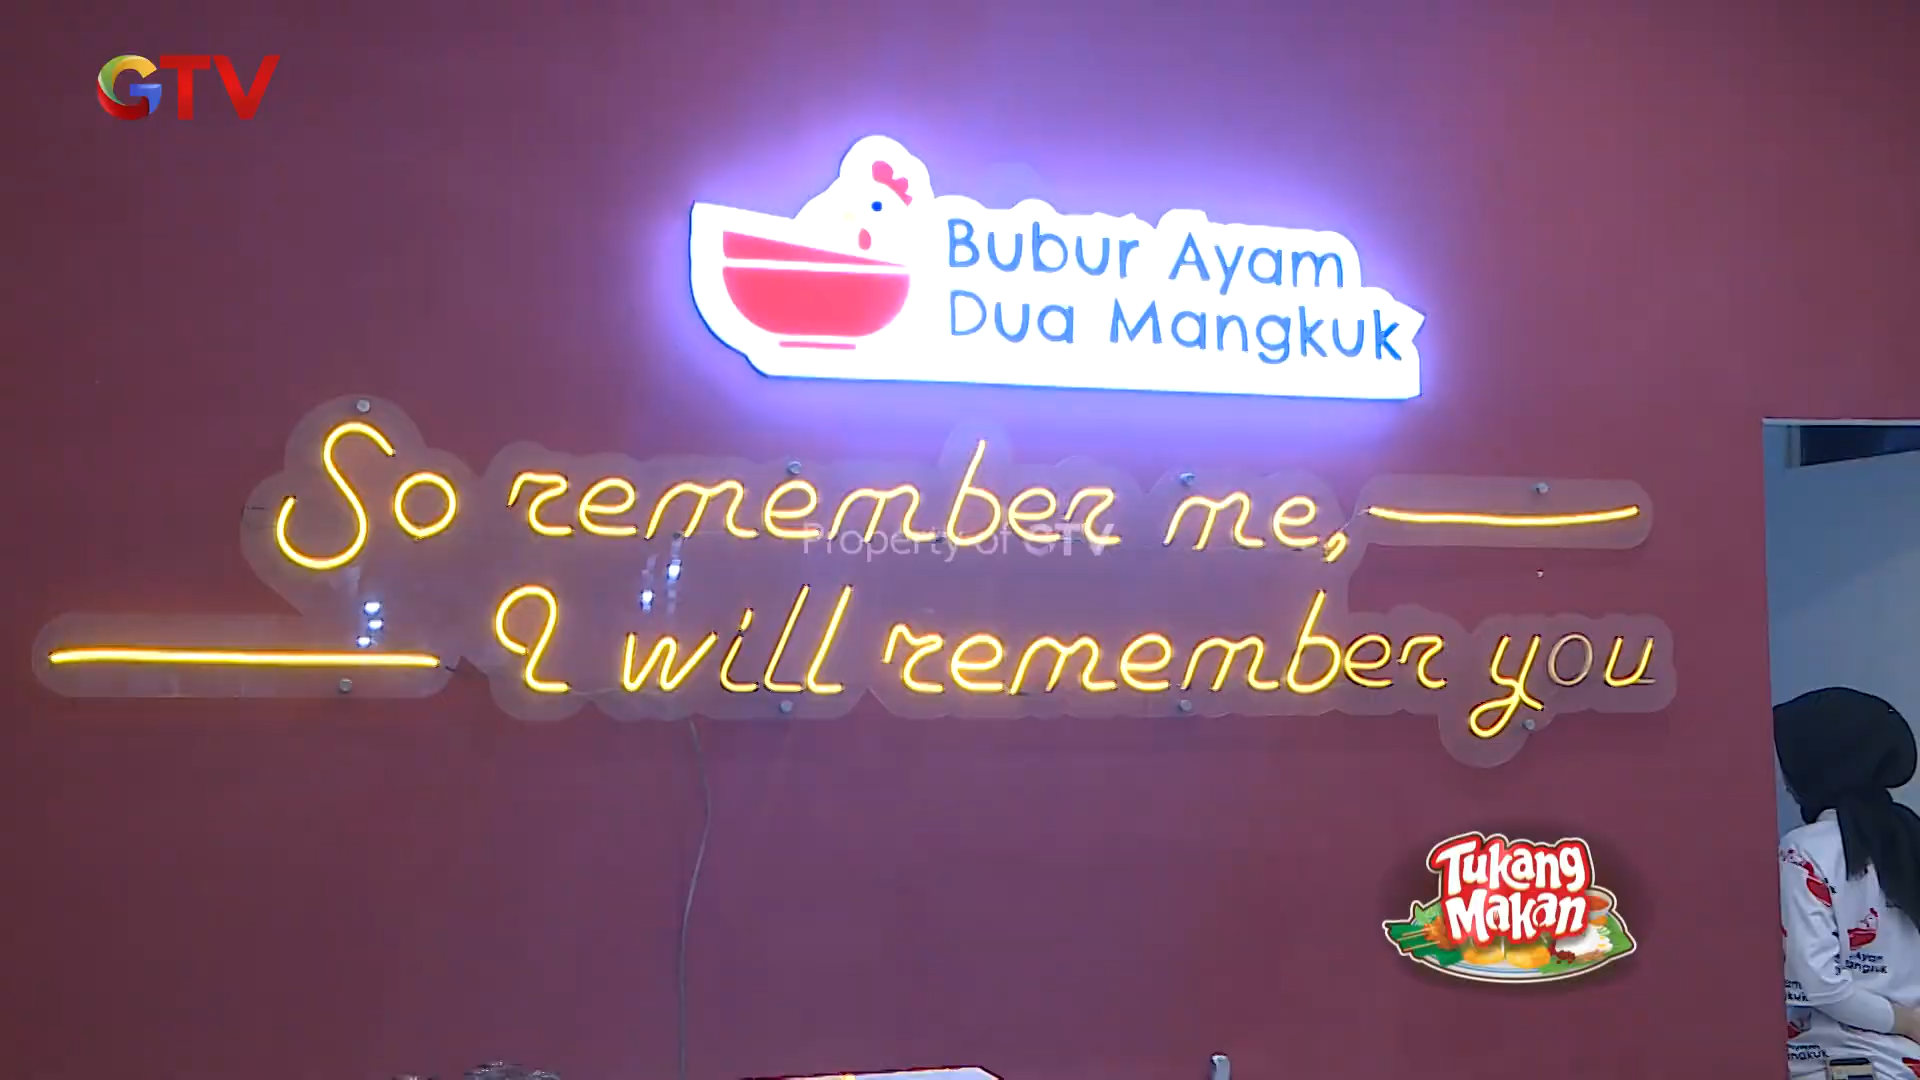 GTV
Bubur Ayam
Dua Mangkuk
So remember me,
Property of GTV
I will remember you
Tukang
Makan